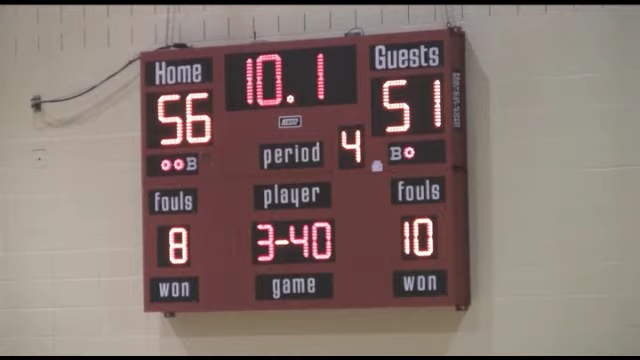 Home 10.1 Guests
56 51
period 4
B B
fouls player fouls
8 3-40 10
won game won